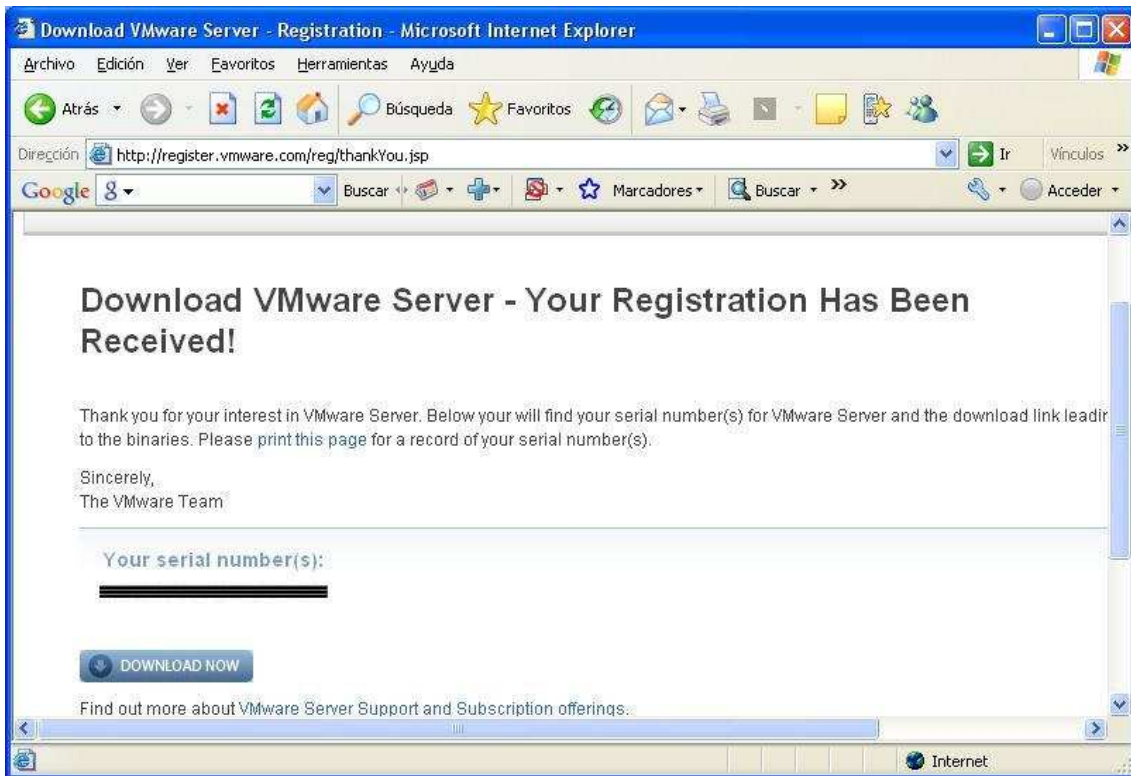 Download VMware Server - Registration - Microsoft Internet Explorer
Archivo Edición Ver Favoritos Herramientas Ayuda
Atrás Búsqueda Favoritos
Dirección http://register.vmware.com/reg/thankYou.jsp Ir Vínculos »
Google Buscar Marcadores Buscar » Acceder
Download VMware Server - Your Registration Has Been
Received!
Thank you for your interest in VMware Server. Below your will find your serial number(s) for VMware Server and the download link leadin
to the binaries. Please print this page for a record of your serial number(s).
Sincerely,
The VMware Team
Your serial number(s):
DOWNLOAD NOW
Find out more about VMware Server Support and Subscription offerings.
Internet